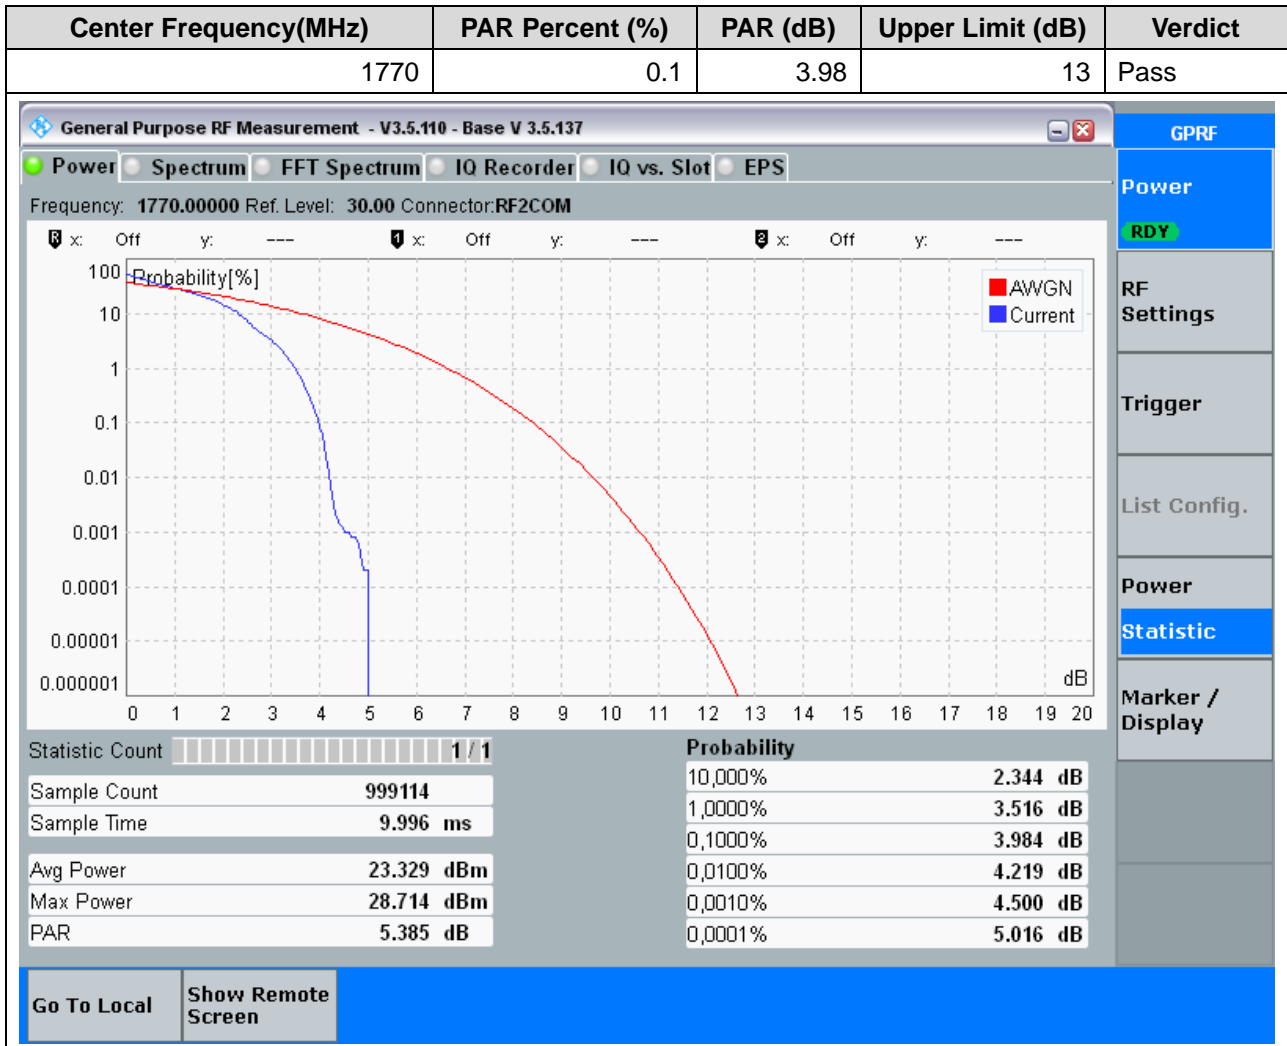 Center Frequency(MHz) PAR Percent (%) PAR (dB) Upper Limit (dB) Verdict
1770 0.1 3.98 13 Pass
General Purpose RF Measurement - V3.5.110 - Base V 3.5.137
GPRF
Power Spectrum FFT Spectrum IQ Recorder IQ vs. Slot EPS
Frequency: 1770.00000 Ref. Level: 30.00 Connector:RF2COM
R x: Off y: --- 1 x: Off y: --- 2 x: Off y: ---
Probability[%]
AWGN
Current
100
10
1
0.1
0.01
0.001
0.0001
0.00001
0.000001
dB
0 1 2 3 4 5 6 7 8 9 10 11 12 13 14 15 16 17 18 19 20
Statistic Count 1 / 1
Sample Count 999114
Sample Time 9.996 ms
Avg Power 23.329 dBm
Max Power 28.714 dBm
PAR 5.385 dB
Probability
10,000% 2.344 dB
1,0000% 3.516 dB
0,1000% 3.984 dB
0,0100% 4.219 dB
0,0010% 4.500 dB
0,0001% 5.016 dB
Power
RDY
RF
Settings
Trigger
List Config.
Power
Statistic
Marker /
Display
Go To Local
Show Remote
Screen